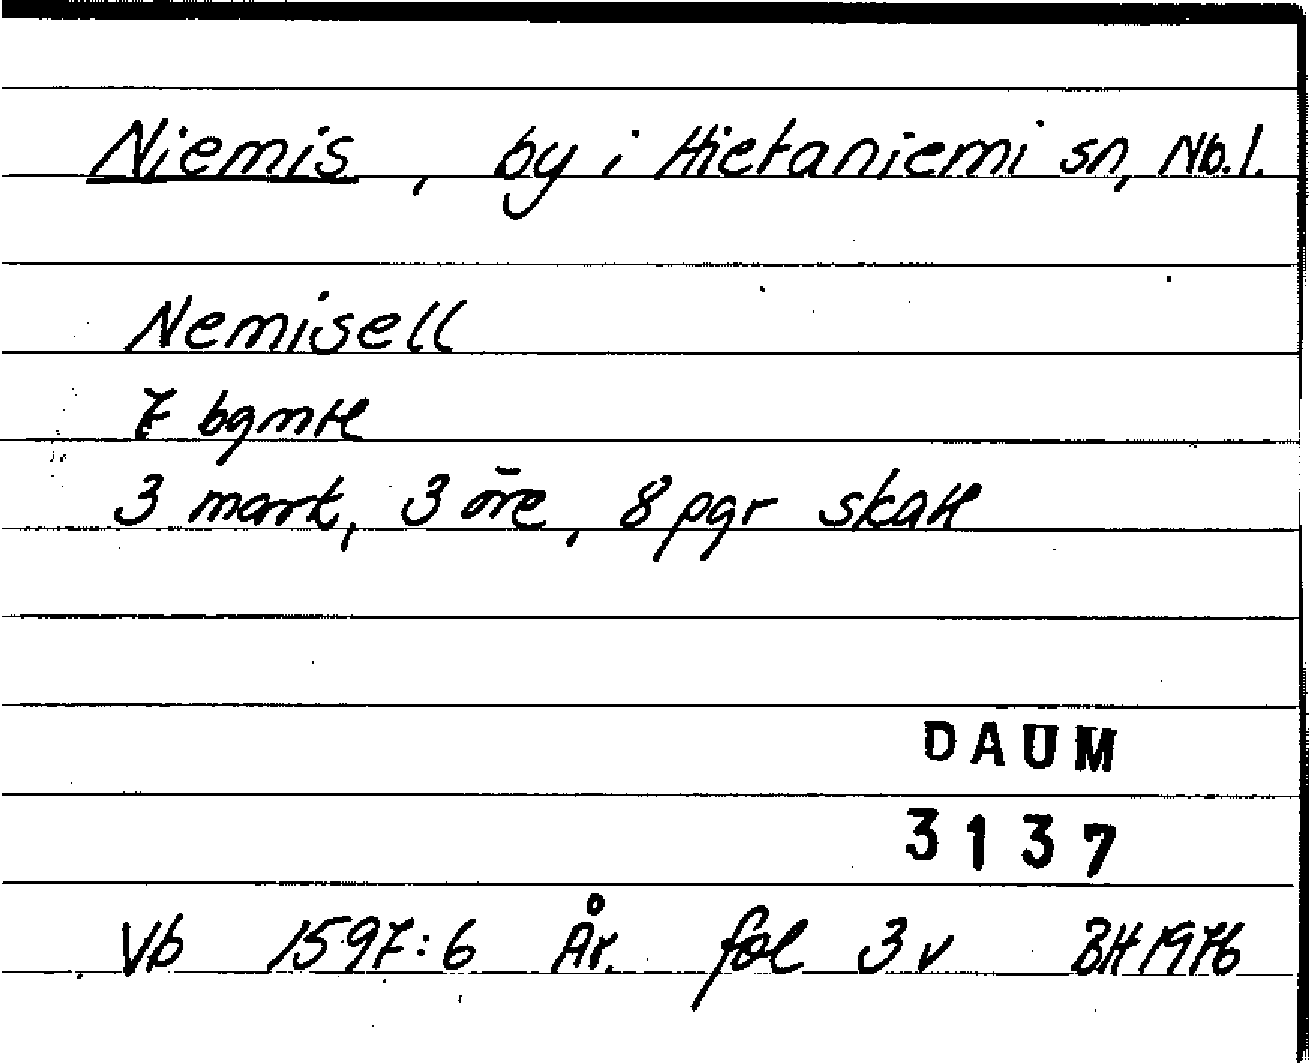 Niemis, by i Hietaniemi sn, Nb.l.
Nemisell
7 bgmtl
3 mark, 3 öre, 8 pgr skatt
DAUM
3137
Vb 1597:6 År. fol 3v BH 1976